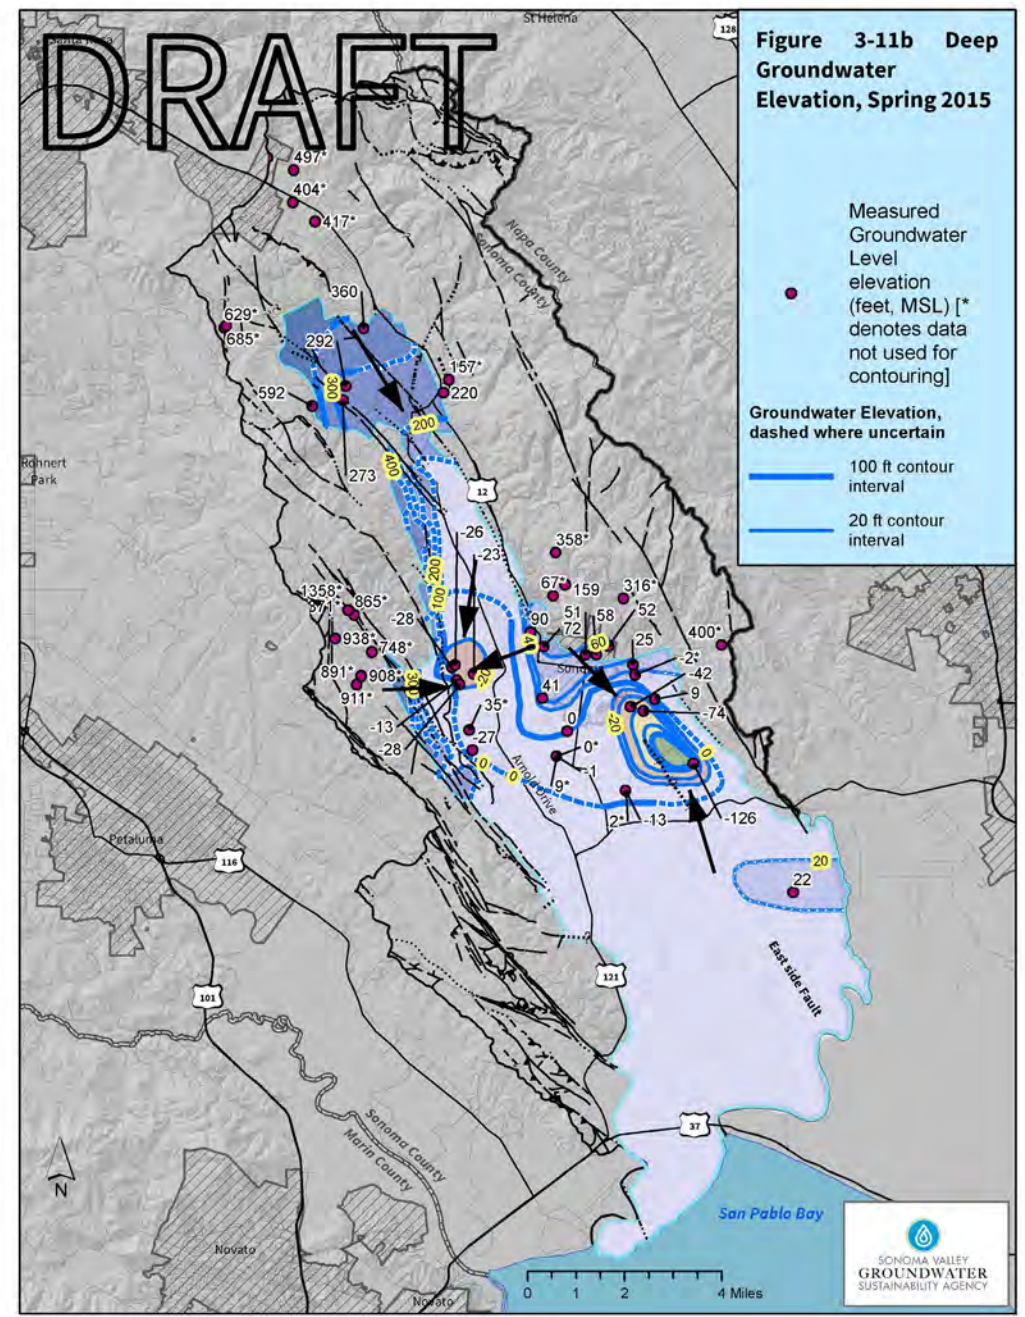 DRAFT
St Helena
128
Figure 3-11b Deep
Groundwater
Elevation, Spring 2015
Measured
Groundwater
Level
elevation
(feet, MSL) [*
denotes data
not used for
contouring]
Groundwater Elevation,
dashed where uncertain
100 ft contour
interval
20 ft contour
interval
497*
404*
417*
Napa County
Sonoma County
360
629*
685*
292
157*
300
220
592
200
Rohnert
Park
400
273
12
-26
-23
358*
200
67*
159
316*
1358*
865*
100
51
58
52
571*
-28
90
72
60
25
400*
938*
748*
-2*
891*
908*
300
-20
-42
911*
41
9
35*
-20
-74
-13
0
-27
0*
0
-28
0
0
-1
Arnold Drive
9*
2*
-13
-126
Petaluma
116
20
22
East side Fault
121
101
37
Sonoma County
Marin County
N
San Pablo Bay
Novato
Novato
0 1 2 4 Miles
SONOMA VALLEY
GROUNDWATER
SUSTAINABILITY AGENCY